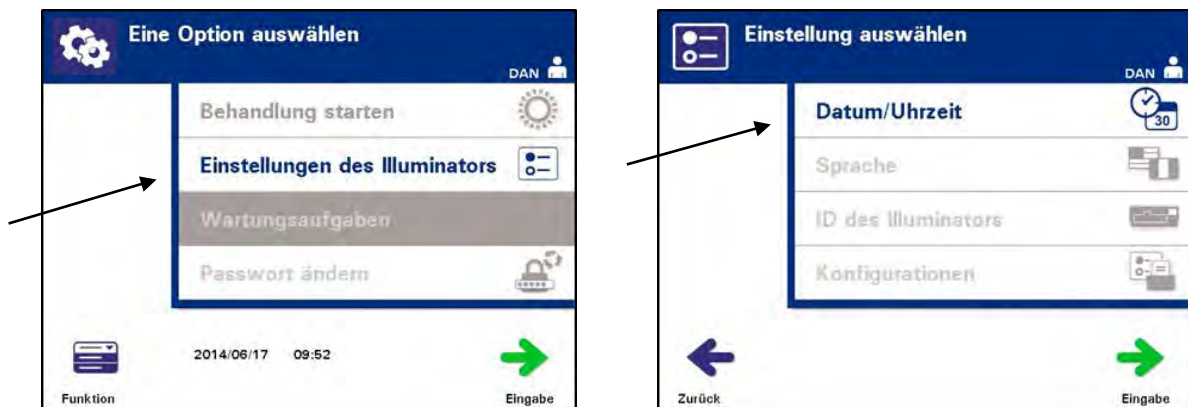 Eine Option auswählen
DAN
Behandlung starten
Einstellungen des Illuminators
Wartungsaufgaben
Passwort ändern
2014/06/17 09:52
Funktion
Eingabe
Einstellung auswählen
DAN
Datum/Uhrzeit
30
Sprache
ID des Illuminators
Konfigurationen
Zurück
Eingabe